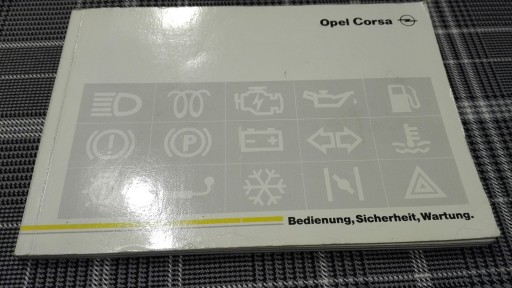 Opel Corsa
P
Bedienung, Sicherheit, Wartung.